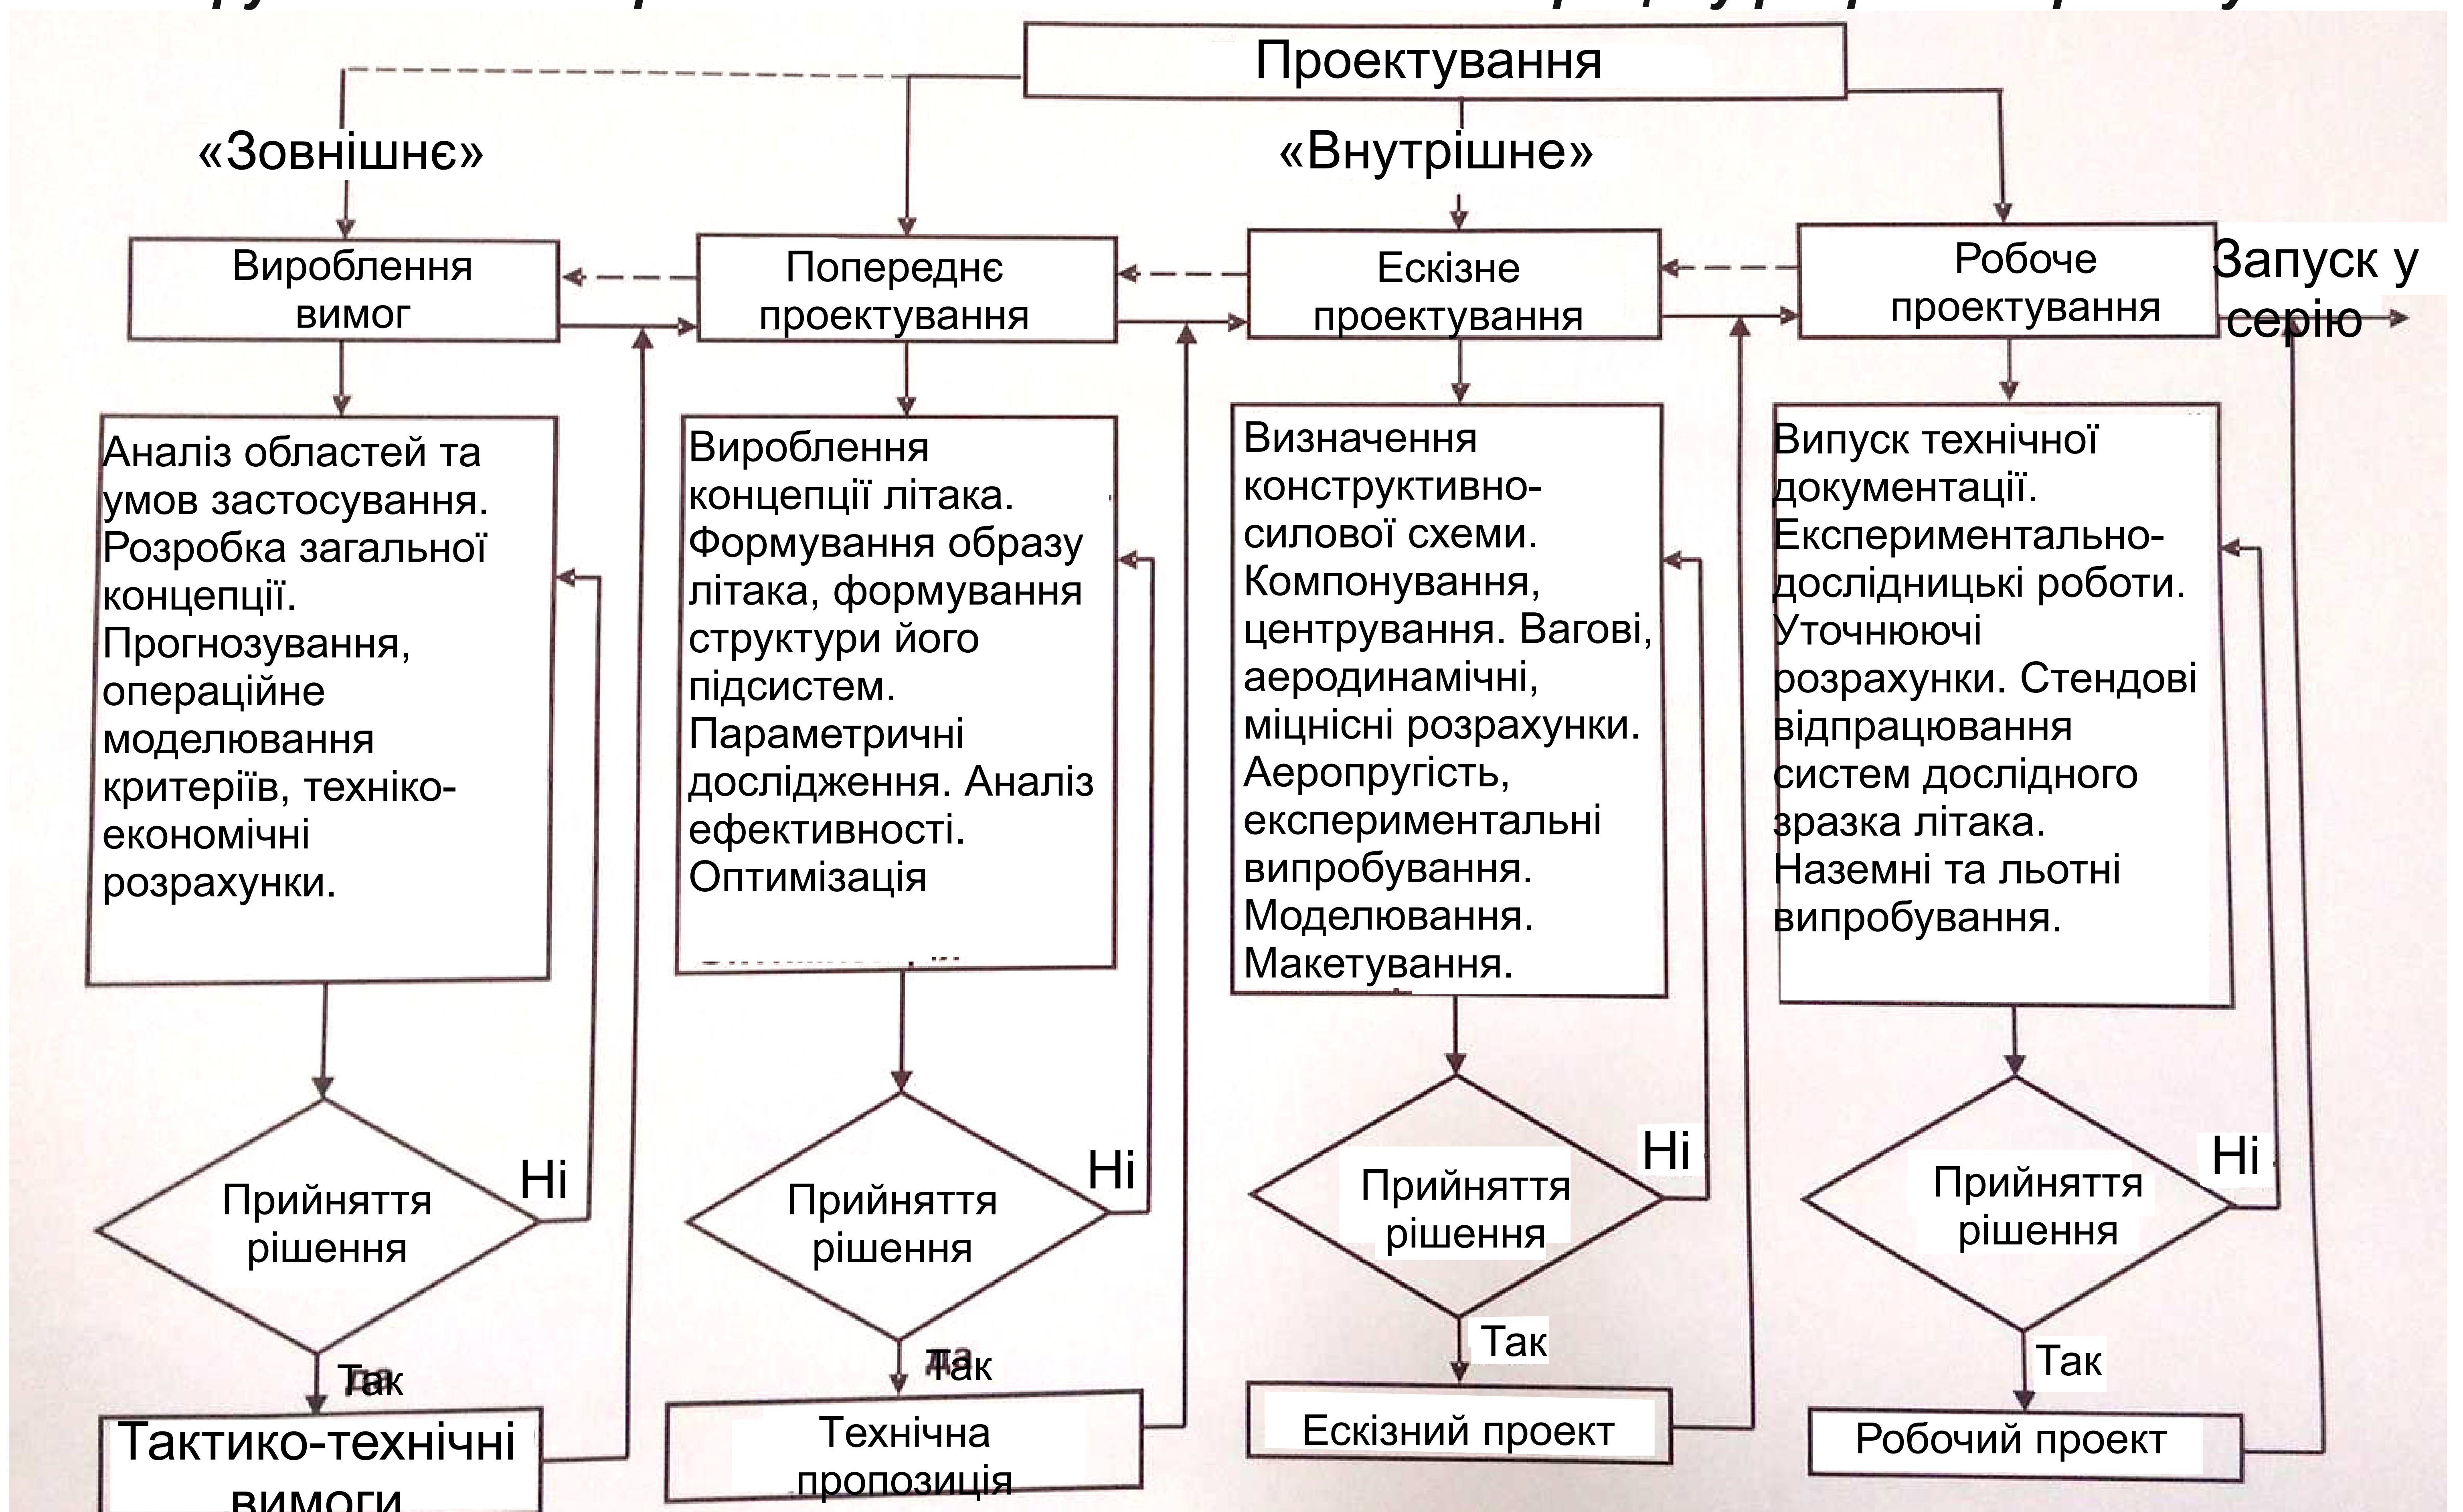 Проектування
«Зовнішнє»
«Внутрішне»
Вироблення
вимог
Попереднє
проектування
Ескізне
проектування
Робоче
проектування
Запуск у
серію
Аналіз областей та
умов застосування.
Розробка загальної
концепції.
Прогнозування,
операційне
моделювання
критеріїв, техніко-
економічні
розрахунки.
Вироблення
концепції літака.
Формування образу
літака, формування
структури його
підсистем.
Параметричні
дослідження. Аналіз
ефективності.
Оптимізація
Визначення
конструктивно-
силової схеми.
Компонування,
центрування. Вагові,
аеродинамічні,
міцнісні розрахунки.
Аеропругість,
експериментальні
випробування.
Моделювання.
Макетування.
Випуск технічної
документації.
Експериментально-
дослідницькі роботи.
Уточнюючі
розрахунки. Стендові
відпрацювання
систем дослідного
зразка літака.
Наземні та льотні
випробування.
Прийняття
рішення
Ні
Прийняття
рішення
Ні
Прийняття
рішення
Ні
Прийняття
рішення
Ні
Так
Так
Так
Так
Тактико-технічні
вимоги
Технічна
пропозиція
Ескізний проект
Робочий проект